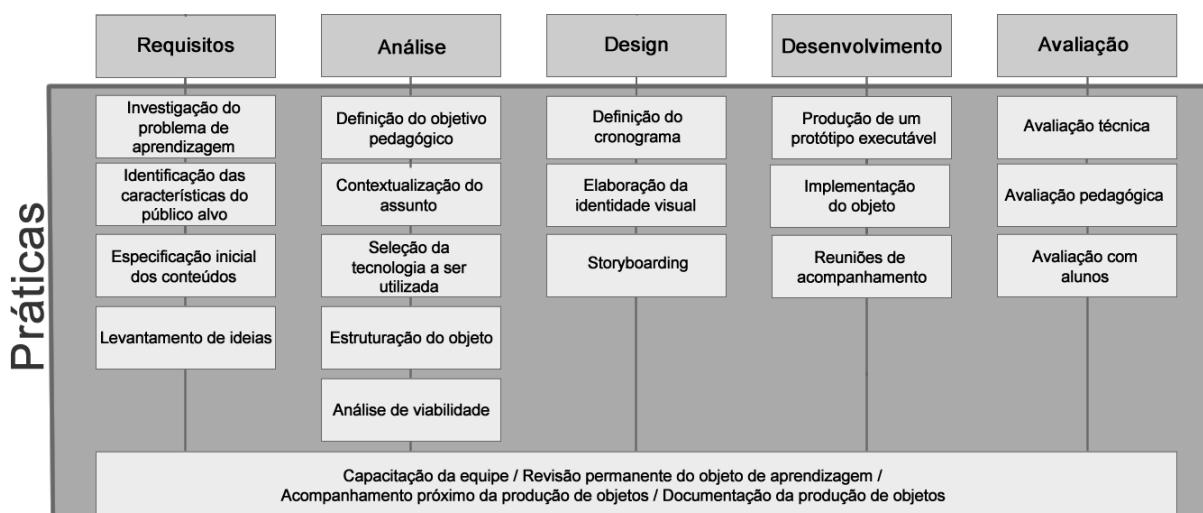 Requisitos
Análise
Design
Desenvolvimento
Avaliação
Práticas
Investigação do
problema de
aprendizagem
Identificação das
características do
público alvo
Especificação inicial
dos conteúdos
Levantamento de ideias
Definição do objetivo
pedagógico
Contextualização do
assunto
Seleção da
tecnologia a ser
utilizada
Estruturação do objeto
Análise de viabilidade
Definição do
cronograma
Elaboração da
identidade visual
Storyboarding
Produção de um
protótipo executável
Implementação
do objeto
Reuniões de
acompanhamento
Avaliação técnica
Avaliação pedagógica
Avaliação com
alunos
Capacitação da equipe / Revisão permanente do objeto de aprendizagem /
Acompanhamento próximo da produção de objetos / Documentação da produção de objetos